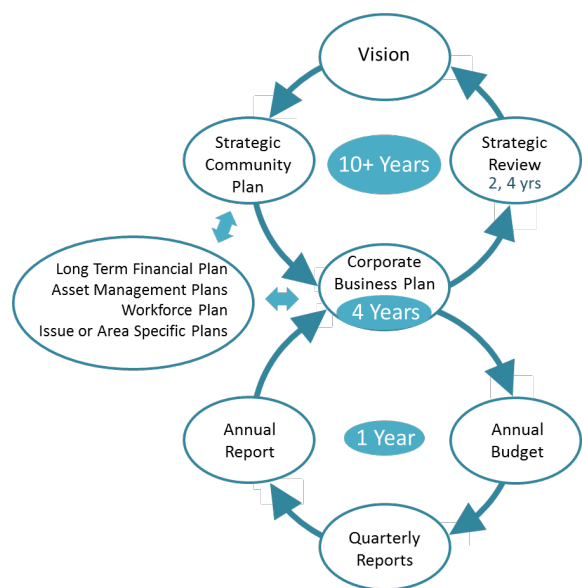 Vision
Strategic
Community
Plan
10+ Years
Strategic
Review
2, 4 yrs
Long Term Financial Plan
Asset Management Plans
Workforce Plan
Issue or Area Specific Plans
Corporate
Business Plan
4 Years
Annual
Report
1 Year
Annual
Budget
Quarterly
Reports